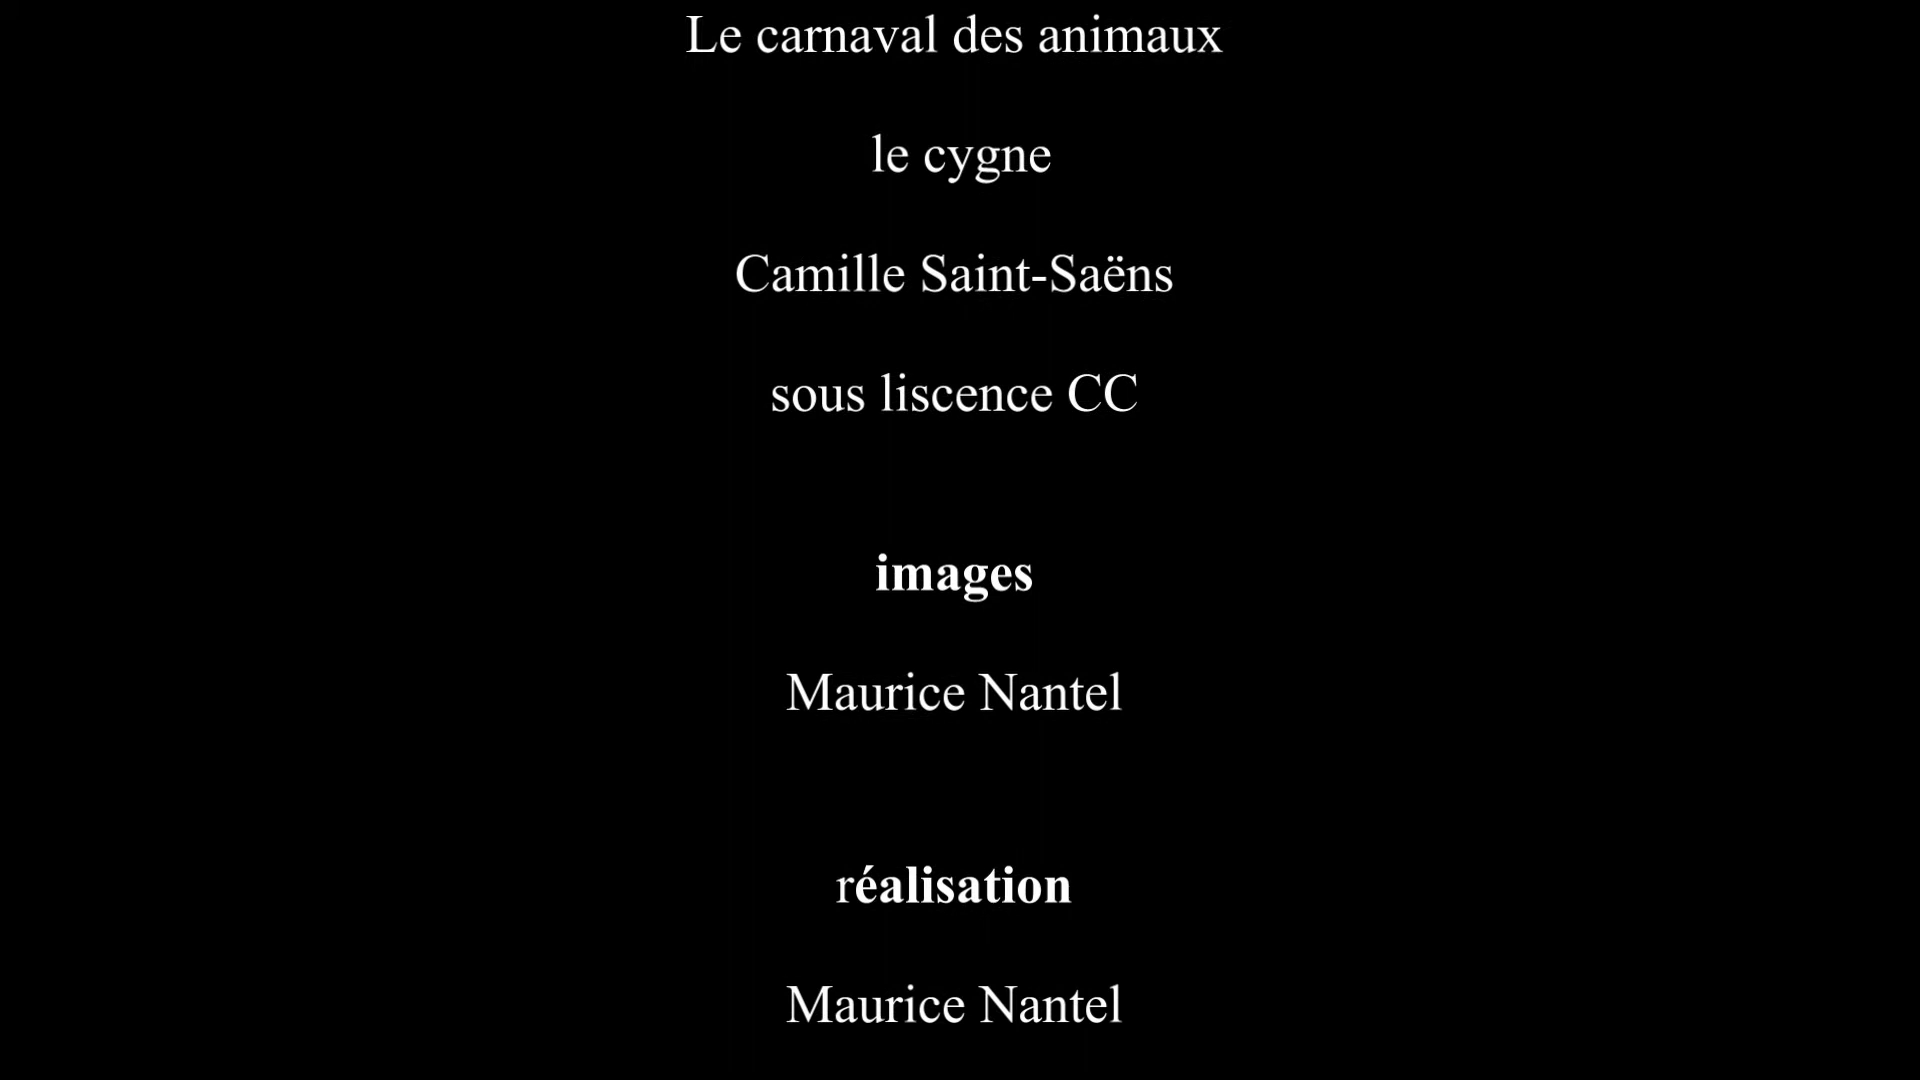 Le carnaval des animaux
le cygne
Camille Saint-Saëns
sous liscence CC
images
Maurice Nantel
réalisation
Maurice Nantel